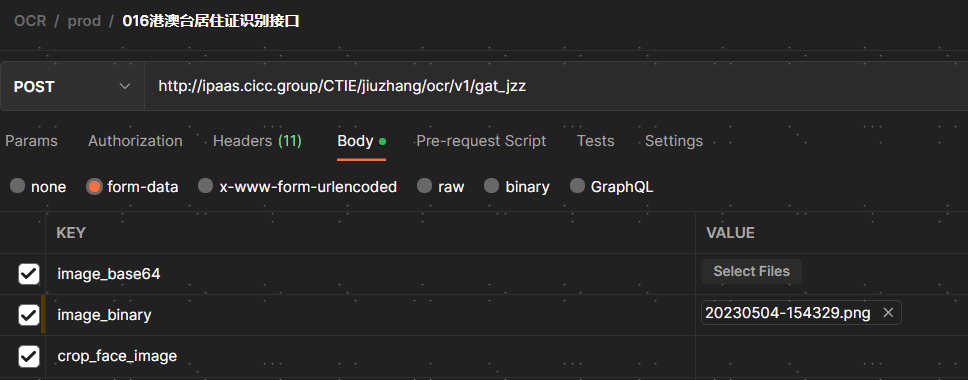 OCR / prod / 016港澳台居住证识别接口
POST http://ipaas.cicc.group/CTIE/jiuzhang/ocr/v1/gat_jzz
Params Authorization Headers (11) Body Pre-request Script Tests Settings
none form-data x-www-form-urlencoded raw binary GraphQL
KEY VALUE
image_base64 Select Files
image_binary 20230504-154329.png
crop_face_image